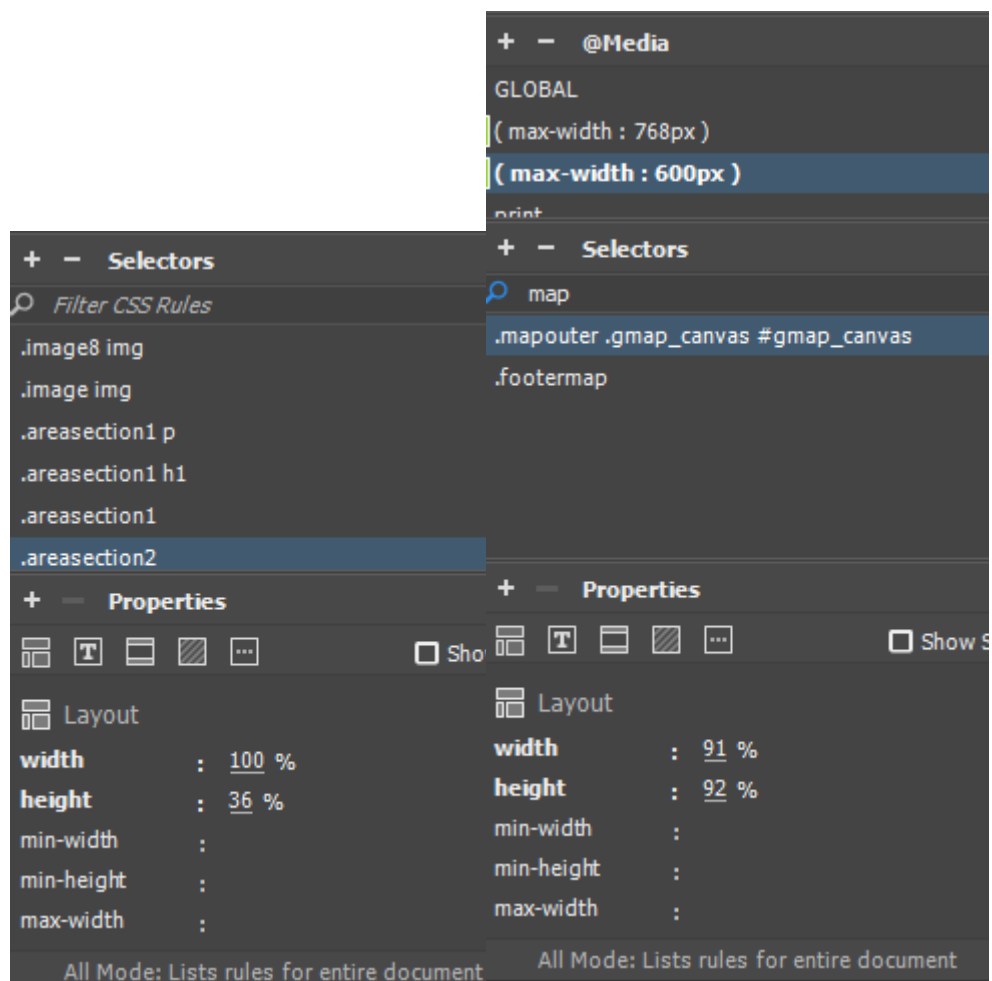 Selectors
Filter CSS Rules
.image8 img
.image img
.areasection1 p
.areasection1 h1
.areasection1
.areasection2
Properties
T
Sho
Layout
width : 100 %
height : 36 %
min-width :
min-height :
max-width :
All Mode: Lists rules for entire document
@Media
GLOBAL
( max-width : 768px )
( max-width : 600px )
print
Selectors
map
.mapouter .gmap_canvas #gmap_canvas
.footermap
Properties
T
Show S
Layout
width : 91 %
height : 92 %
min-width :
min-height :
max-width :
All Mode: Lists rules for entire document